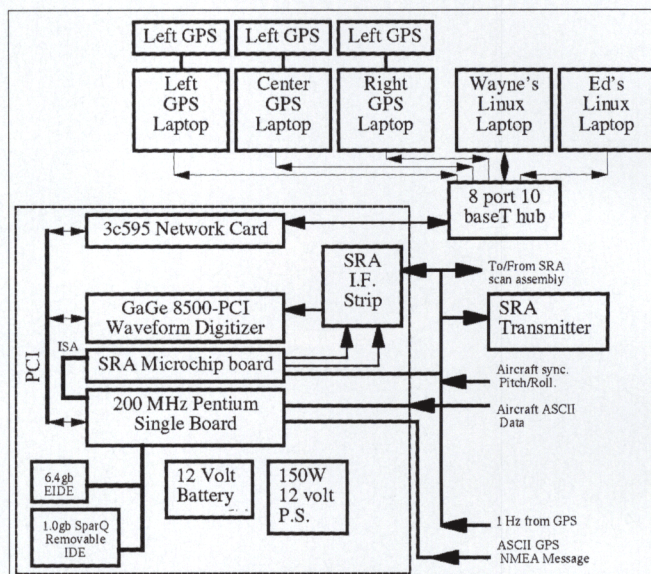 Left GPS
Left GPS
Left GPS
Left
GPS
Laptop
Center
GPS
Laptop
Right
GPS
Laptop
Wayne's
Linux
Laptop
Ed's
Linux
Laptop
8 port 10
baseT hub
3c595 Network Card
SRA
I.F.
Strip
To/From SRA
scan assembly
GaGe 8500-PCI
Waveform Digitizer
SRA
Transmitter
PCI
ISA
SRA Microchip board
Aircraft sync.
Pitch/Roll.
200 MHz Pentium
Single Board
Aircraft ASCII
Data
6.4gb
EIDE
12 Volt
Battery
150W
12 volt
P.S.
1.0gb SparQ
Removable
IDE
1 Hz from GPS
ASCII GPS
NMEA Message